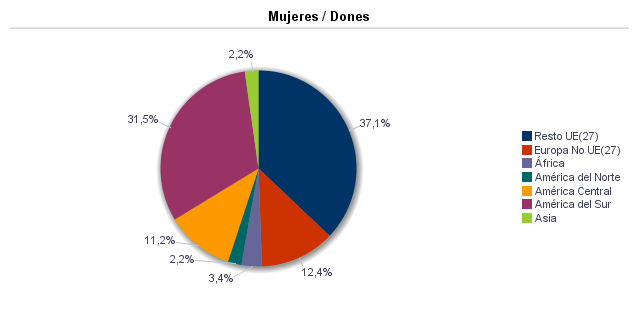 Mujeres / Dones
2,2%
31,5%
37,1%
11,2%
2,2%
3,4%
12,4%
Resto UE(27)
Europa No UE(27)
África
América del Norte
América Central
América del Sur
Asia